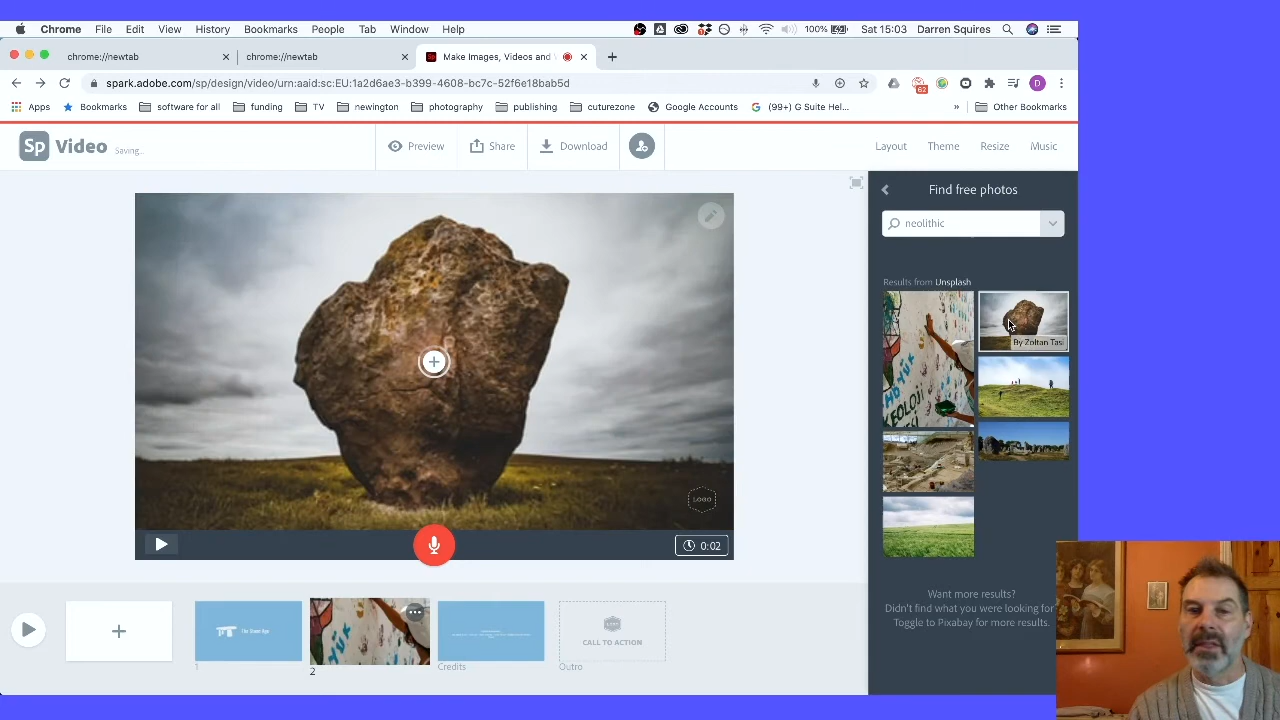 Chrome File Edit View History Bookmarks People Tab Window Help 100% Sat 15:03 Darren Squires
chrome://newtab chrome://newtab Sp Make Images, Videos and
spark.adobe.com/sp/design/video/urn:aaid:sc:EU:1a2d6ae3-b399-4608-bc7c-52f6e18bab5d 62 D
Apps Bookmarks software for all funding TV newington photography publishing cuturezone Google Accounts (99+) G Suite Hel... » Other Bookmarks
Sp Video Saving... Preview Share Download Layout Theme Resize Music
Find free photos
neolithic
Results from Unsplash
By Zoltan Tasi
LOGO
0:02
Want more results?
Didn't find what you were looking for
Toggle to Pixabay for more results.
The Stone Age
CALL TO ACTION
1 2 Credits Outro